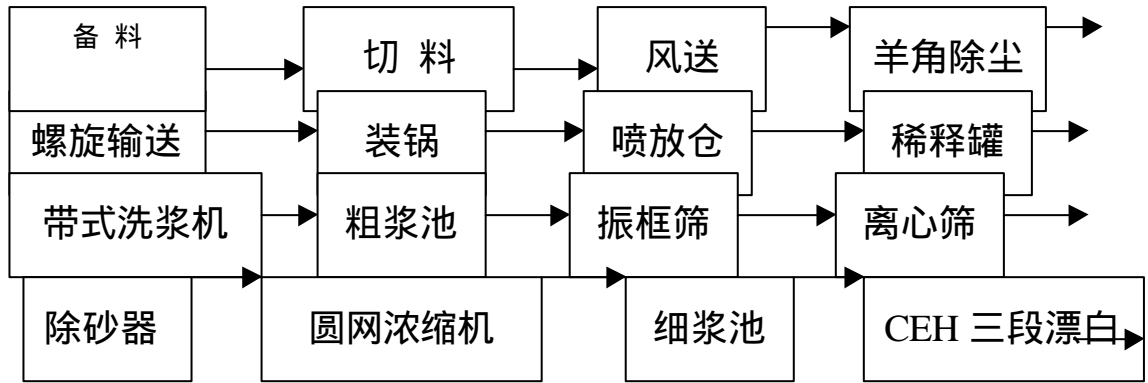 备 料 切 料 风送 羊角除尘
螺旋输送 装锅 喷放仓 稀释罐
带式洗浆机 粗浆池 振框筛 离心筛
除砂器 圆网浓缩机 细浆池 CEH 三段漂白